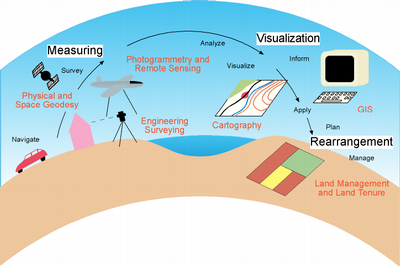 Measuring
Survey
Physical and
Space Geodesy
Navigate
Photogrammetry and
Remote Sensing
Engineering
Surveying
Analyze
Visualization
Visualize
Inform
Cartography
GIS
Apply
Plan
Rearrangement
Manage
Land Management
and Land Tenure